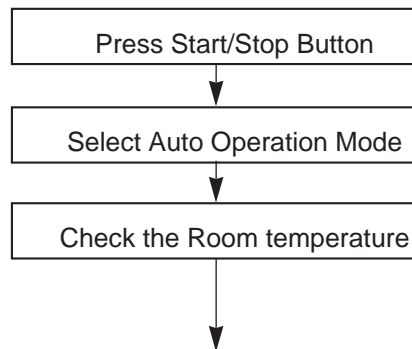 Press Start/Stop Button
Select Auto Operation Mode
Check the Room temperature